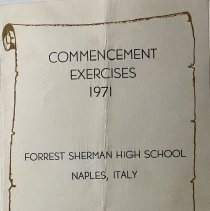 COMMENCEMENT
EXERCISES
1971
FORREST SHERMAN HIGH SCHOOL
NAPLES, ITALY